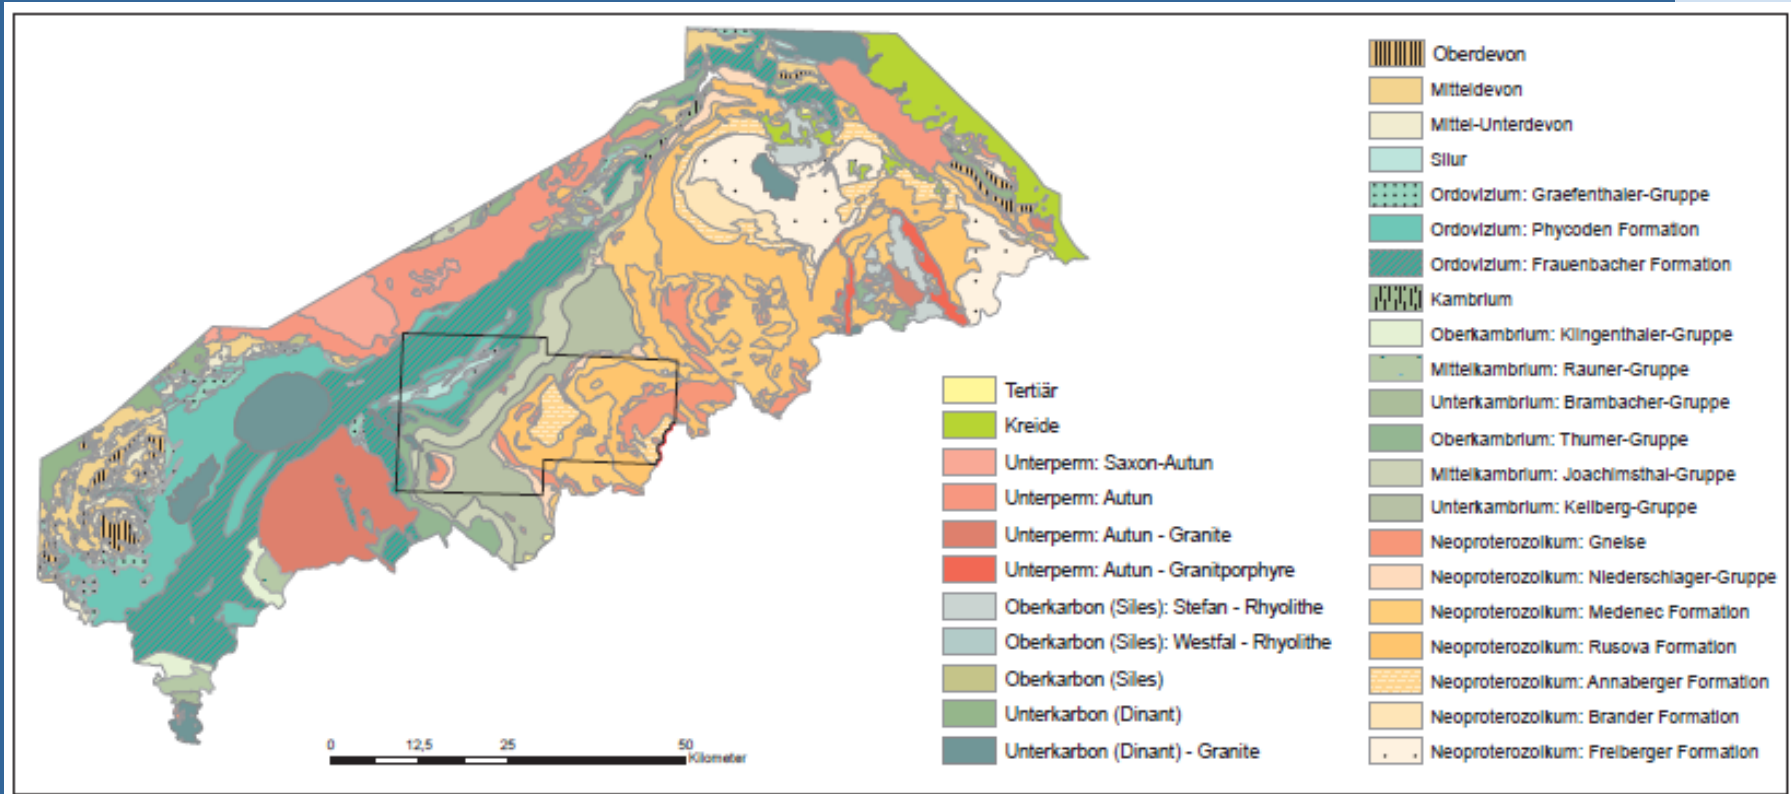 Oberdevon
Mitteldevon
Mittel-Unterdevon
Silur
Ordovizium: Graefenthaler-Gruppe
Ordovizium: Phycoden Formation
Ordovizium: Frauenbacher Formation
Kambrium
Oberkambrium: Klingenthaler-Gruppe
Mittelkambrium: Rauner-Gruppe
Unterkambrium: Brambacher-Gruppe
Oberkambrium: Thumer-Gruppe
Mittelkambrium: Joachimsthal-Gruppe
Unterkambrium: Keilberg-Gruppe
Neoproterozoikum: Gneise
Neoproterozoikum: Niederschlager-Gruppe
Neoproterozoikum: Medenec Formation
Neoproterozoikum: Rusova Formation
Neoproterozoikum: Annaberger Formation
Neoproterozoikum: Brander Formation
Neoproterozoikum: Freiberger Formation
Tertiär
Kreide
Unterperm: Saxon-Autun
Unterperm: Autun
Unterperm: Autun - Granite
Unterperm: Autun - Granitporphyre
Oberkarbon (Siles): Stefan - Rhyolithe
Oberkarbon (Siles): Westfal - Rhyolithe
Oberkarbon (Siles)
Unterkarbon (Dinant)
Unterkarbon (Dinant) - Granite
0 12,5 25 50
Kilometer